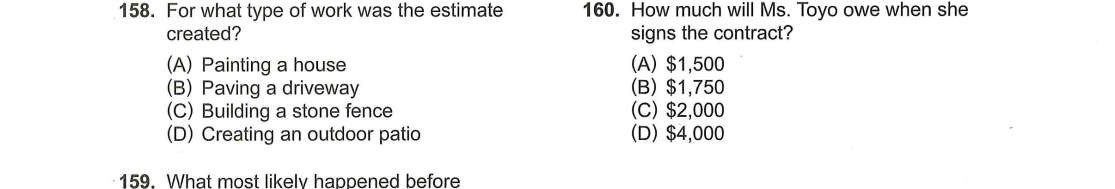 158. For what type of work was the estimate
created?
(A) Painting a house
(B) Paving a driveway
(C) Building a stone fence
(D) Creating an outdoor patio
159. What most likely happened before
160. How much will Ms. Toyo owe when she
signs the contract?
(A) $1,500
(B) $1,750
(C) $2,000
(D) $4,000